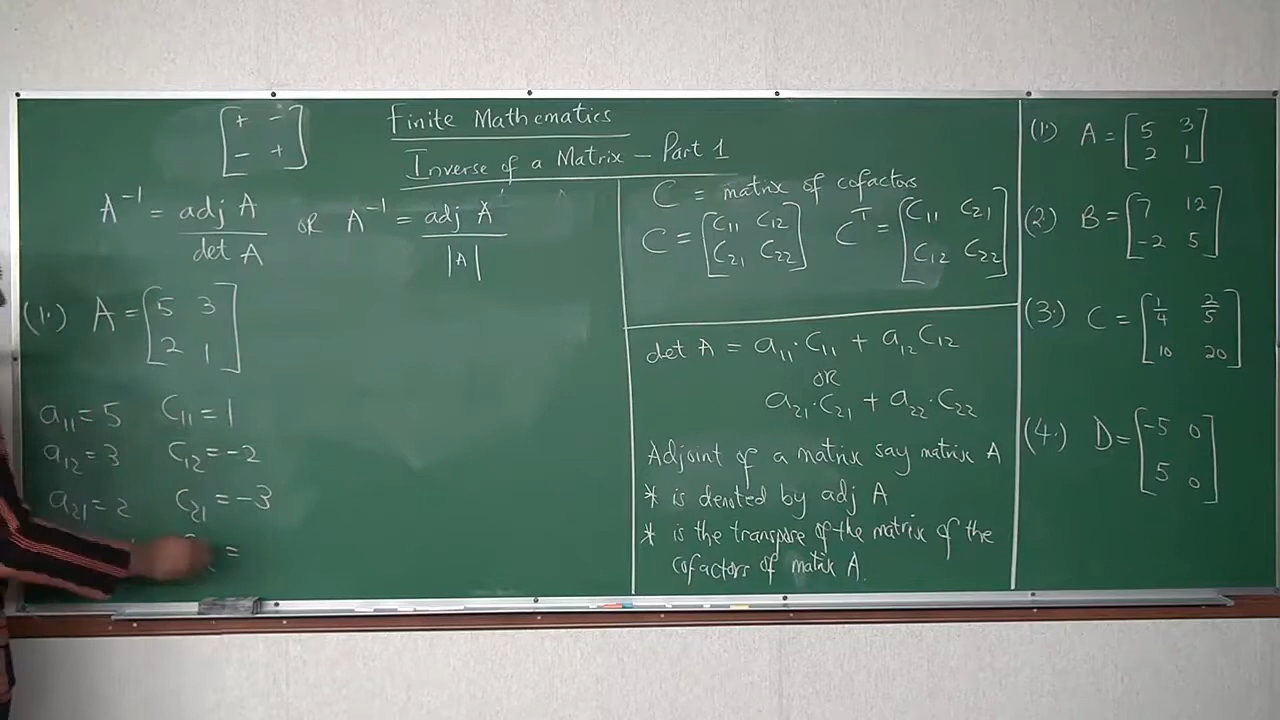 Finite Mathematics
Inverse of a Matrix – Part 1
[+ −
− +]
A⁻¹ = adj A / det A OR A⁻¹ = adj A / |A|
(1.) A = [5 3
2 1]
a₁₁ = 5 C₁₁ = 1
a₁₂ = 3 C₁₂ = -2
a₂₁ = 2 C₂₁ = -3
=
C = matrix of cofactors
C = [C₁₁ C₁₂
C₂₁ C₂₂]
Cᵀ = [C₁₁ C₂₁
C₁₂ C₂₂]
det A = a₁₁·C₁₁ + a₁₂C₁₂
OR
a₂₁·C₂₁ + a₂₂·C₂₂
Adjoint of a matrix say matrix A
* is denoted by adj A
* is the transpose of the matrix of the
cofactors of matrix A.
(1.) A = [5 3
2 1]
(2.) B = [7 12
-2 5]
(3.) C = [1/4 2/5
10 20]
(4.) D = [-5 0
5 0]